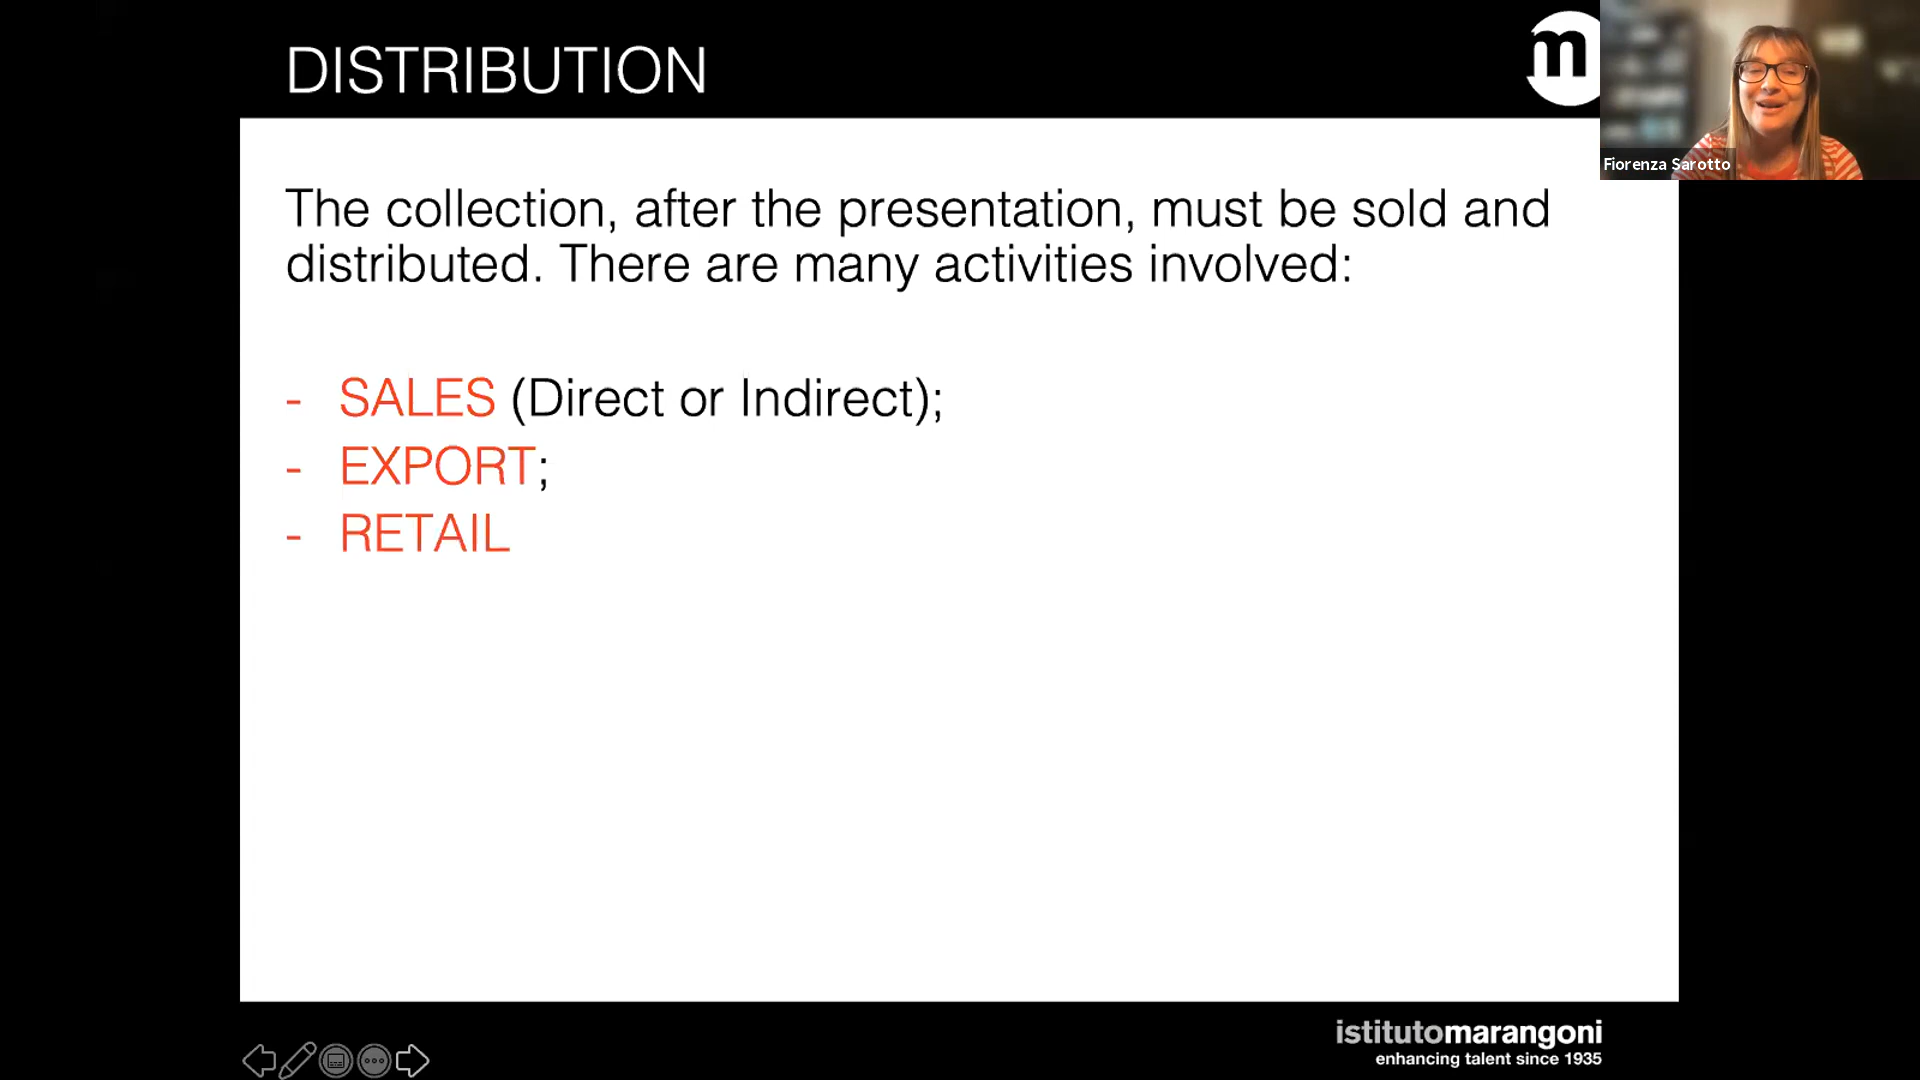 DISTRIBUTION
m
Fiorenza Sarotto
The collection, after the presentation, must be sold and
distributed. There are many activities involved:
- SALES (Direct or Indirect);
- EXPORT;
- RETAIL
istitutomarangoni
enhancing talent since 1935